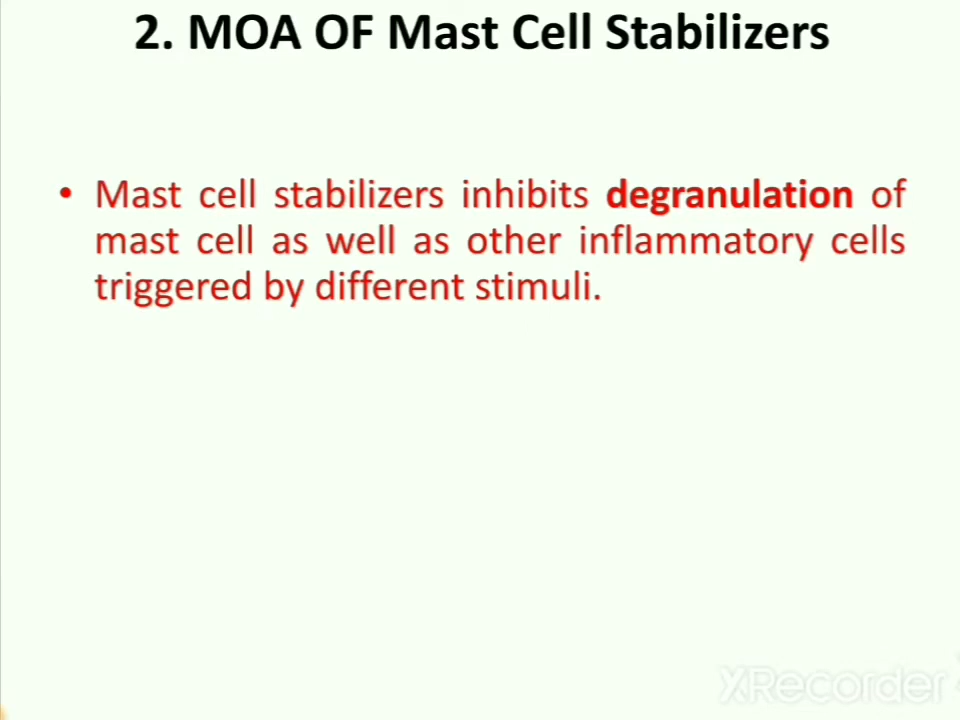 2. MOA OF Mast Cell Stabilizers
• Mast cell stabilizers inhibits degranulation of
mast cell as well as other inflammatory cells
triggered by different stimuli.
XRecorder